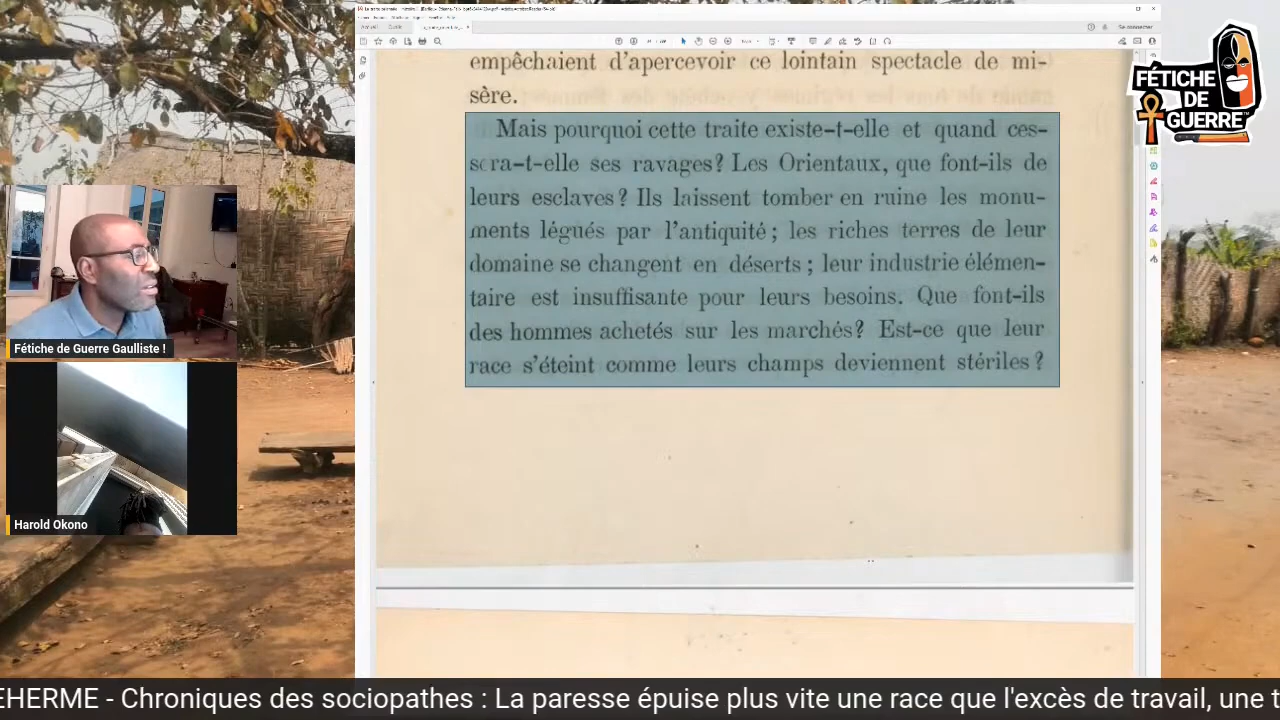 Se connecter
empêchaient d'apercevoir ce lointain spectacle de mi-
sère.
Mais pourquoi cette traite existe-t-elle et quand ces-
sera-t-elle ses ravages? Les Orientaux, que font-ils de
leurs esclaves? Ils laissent tomber en ruine les monu-
ments légués par l'antiquité; les riches terres de leur
domaine se changent en déserts; leur industrie élémen-
taire est insuffisante pour leurs besoins. Que font-ils
des hommes achetés sur les marchés? Est-ce que leur
race s'éteint comme leurs champs deviennent stériles?
FÉTICHE
DE
GUERRE
Fétiche de Guerre Gaulliste !
Harold Okono
EHERME - Chroniques des sociopathes : La paresse épuise plus vite une race que l'excès de travail, une t